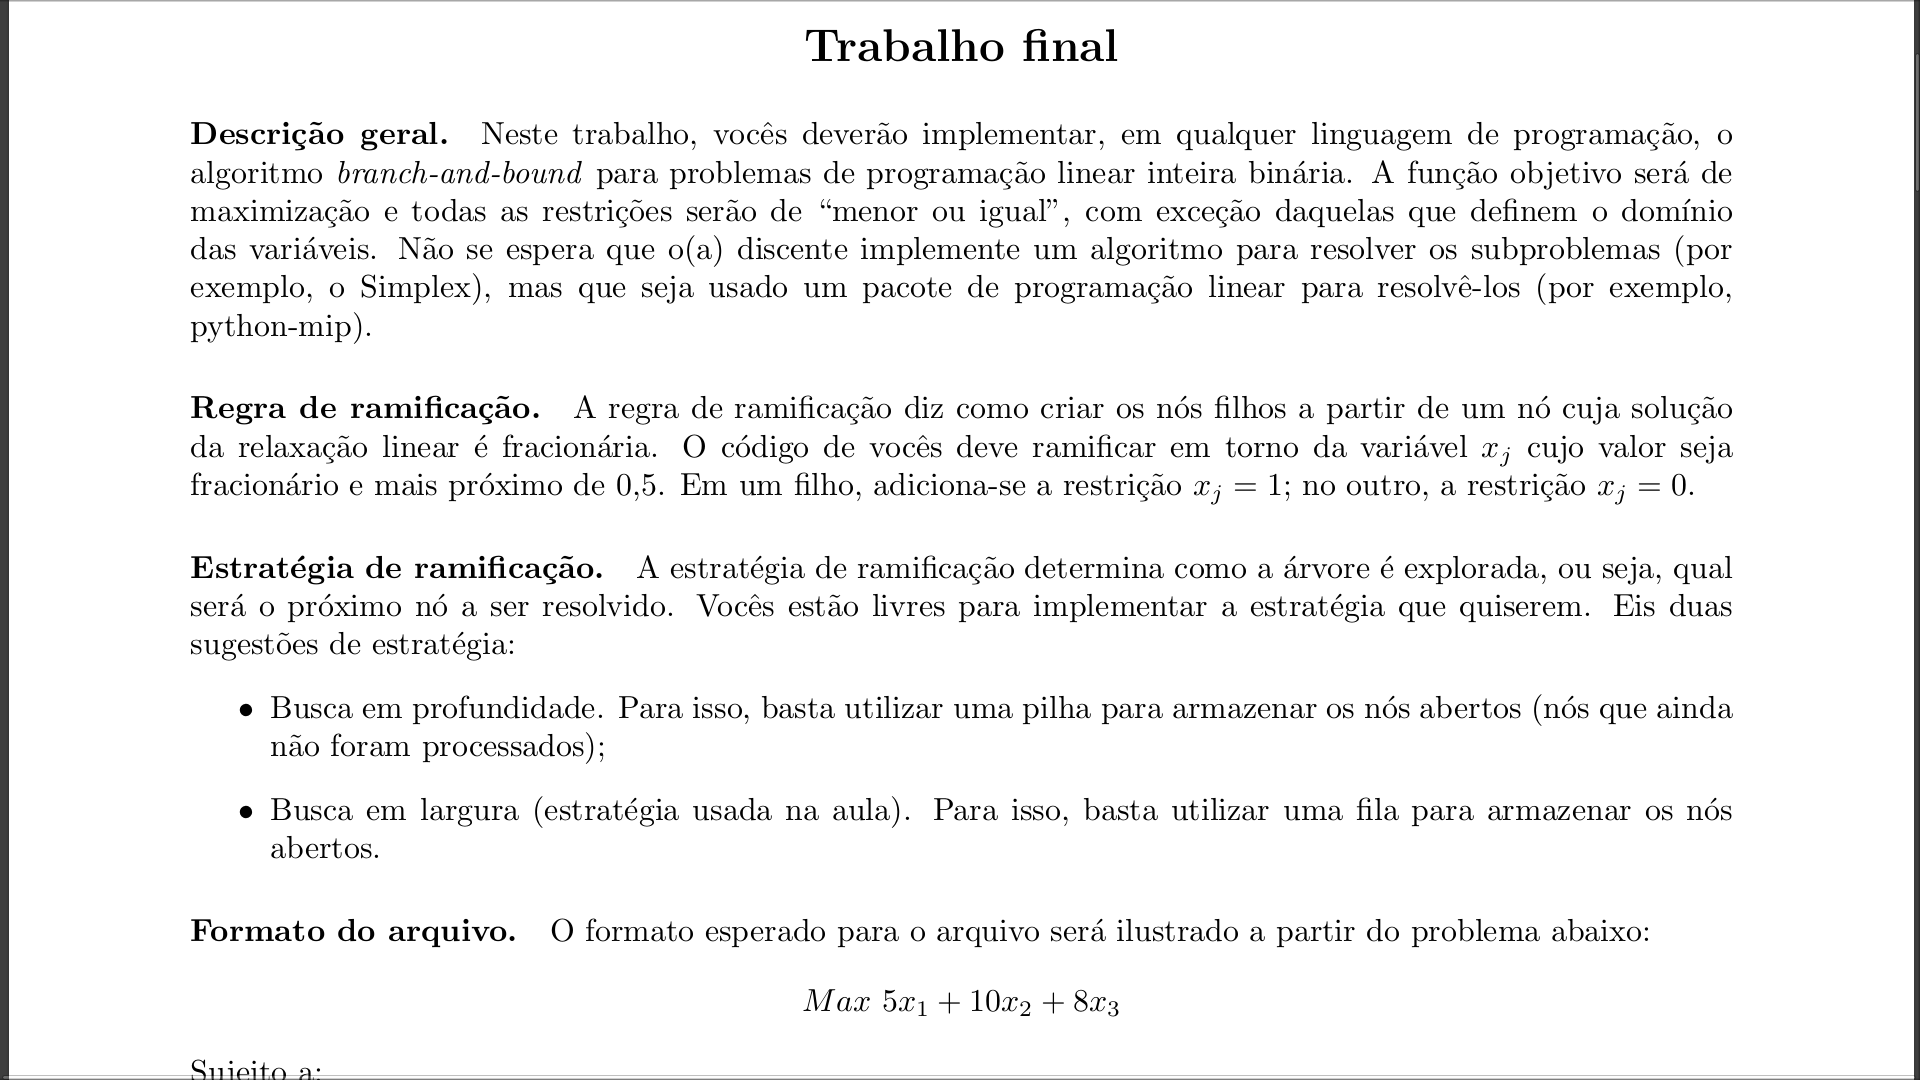 Trabalho final
Descrição geral. Neste trabalho, vocês deverão implementar, em qualquer linguagem de programação, o
algoritmo branch-and-bound para problemas de programação linear inteira binária. A função objetivo será de
maximização e todas as restrições serão de “menor ou igual”, com exceção daquelas que definem o domínio
das variáveis. Não se espera que o(a) discente implemente um algoritmo para resolver os subproblemas (por
exemplo, o Simplex), mas que seja usado um pacote de programação linear para resolvê-los (por exemplo,
python-mip).
Regra de ramificação. A regra de ramificação diz como criar os nós filhos a partir de um nó cuja solução
da relaxação linear é fracionária. O código de vocês deve ramificar em torno da variável x_j cujo valor seja
fracionário e mais próximo de 0,5. Em um filho, adiciona-se a restrição x_j = 1; no outro, a restrição x_j = 0.
Estratégia de ramificação. A estratégia de ramificação determina como a árvore é explorada, ou seja, qual
será o próximo nó a ser resolvido. Vocês estão livres para implementar a estratégia que quiserem. Eis duas
sugestões de estratégia:
• Busca em profundidade. Para isso, basta utilizar uma pilha para armazenar os nós abertos (nós que ainda
não foram processados);
• Busca em largura (estratégia usada na aula). Para isso, basta utilizar uma fila para armazenar os nós
abertos.
Formato do arquivo. O formato esperado para o arquivo será ilustrado a partir do problema abaixo:
Max 5x₁ + 10x₂ + 8x₃
Sujeito a: